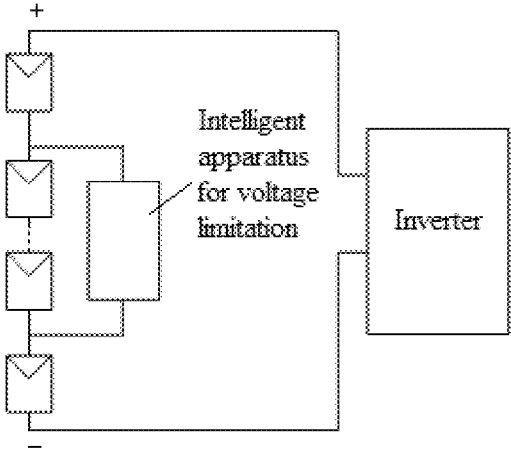 +
Intelligent
apparatus
for voltage
limitation
Inverter
−